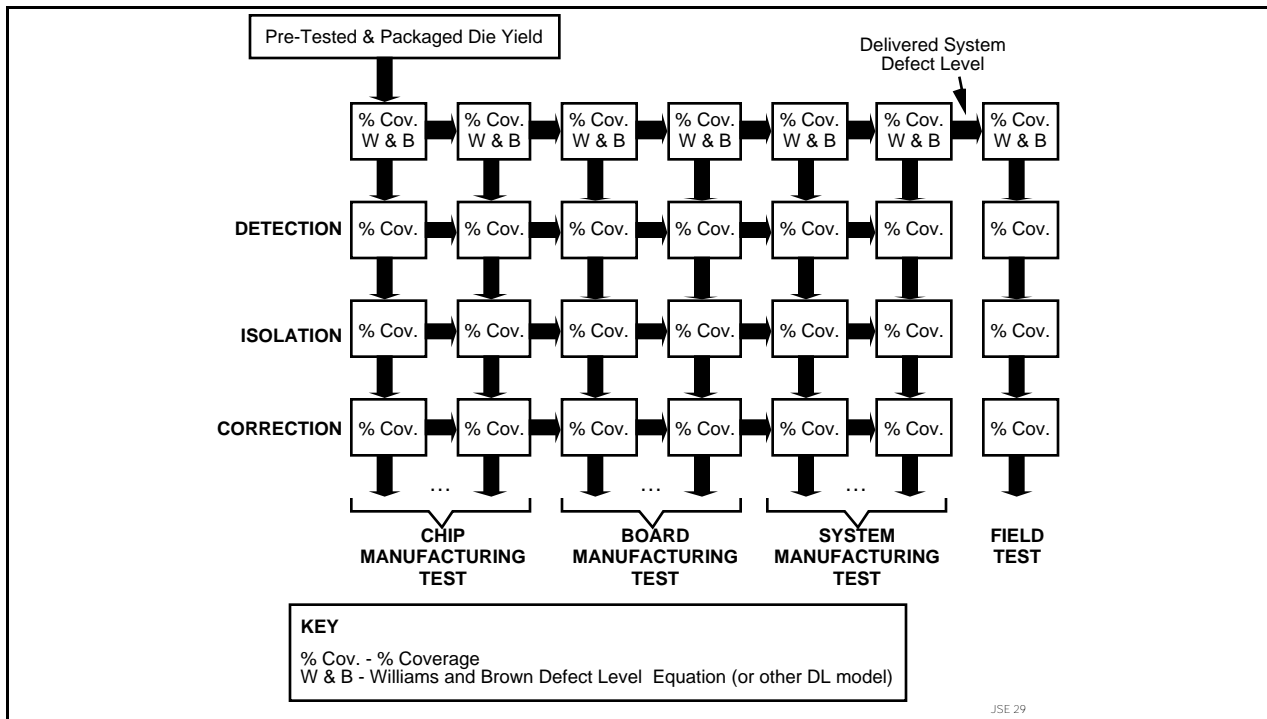 Pre-Tested & Packaged Die Yield
Delivered System
Defect Level
% Cov. % Cov. % Cov. % Cov. % Cov. % Cov. % Cov.
W & B W & B W & B W & B W & B W & B W & B
DETECTION % Cov. % Cov. % Cov. % Cov. % Cov. % Cov. % Cov.
ISOLATION % Cov. % Cov. % Cov. % Cov. % Cov. % Cov. % Cov.
CORRECTION % Cov. % Cov. % Cov. % Cov. % Cov. % Cov. % Cov.
... ... ...
CHIP
MANUFACTURING
TEST
BOARD
MANUFACTURING
TEST
SYSTEM
MANUFACTURING
TEST
FIELD
TEST
KEY
% Cov. - % Coverage
W & B - Williams and Brown Defect Level Equation (or other DL model)
JSE 29